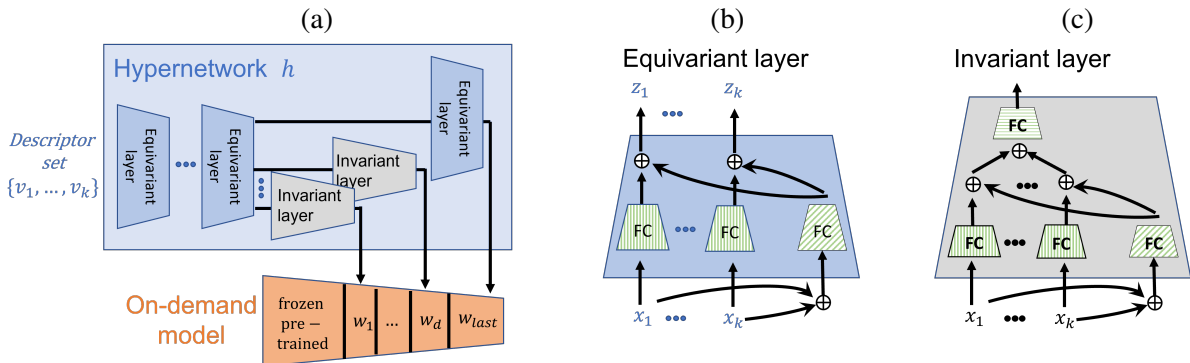 (a)
Hypernetwork h
Descriptor
set
{v₁, ..., vₖ}
Equivariant
layer
Equivariant
layer
Equivariant
layer
Invariant
layer
Invariant
layer
On-demand
model
frozen
pre −
trained
w₁
...
w_d
w_last
(b)
Equivariant layer
z₁
zₖ
⊕
⊕
FC
FC
FC
⊕
x₁
xₖ
(c)
Invariant layer
FC
⊕
⊕
⊕
FC
FC
FC
⊕
x₁
xₖ